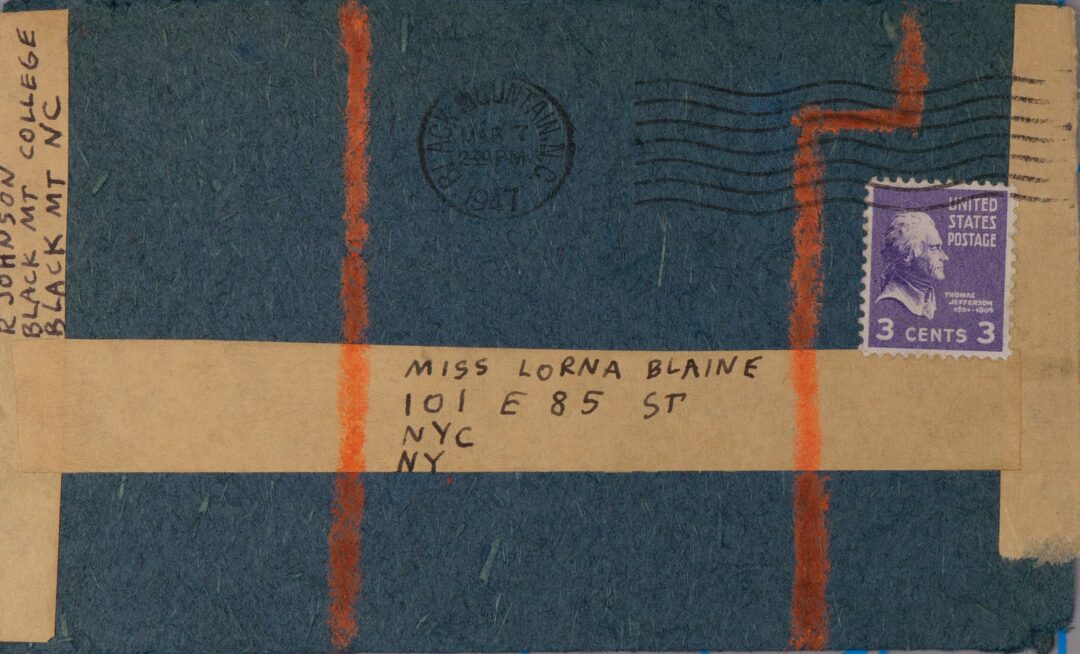 R JOHNSON
BLACK MT COLLEGE
BLACK MT NC
BLACK MOUNTAIN, N.C.
MAR 7
PM
1947
UNITED
STATES
POSTAGE
THOMAS
JEFFERSON
1801-1809
3 CENTS 3
MISS LORNA BLAINE
101 E 85 ST
NYC
NY